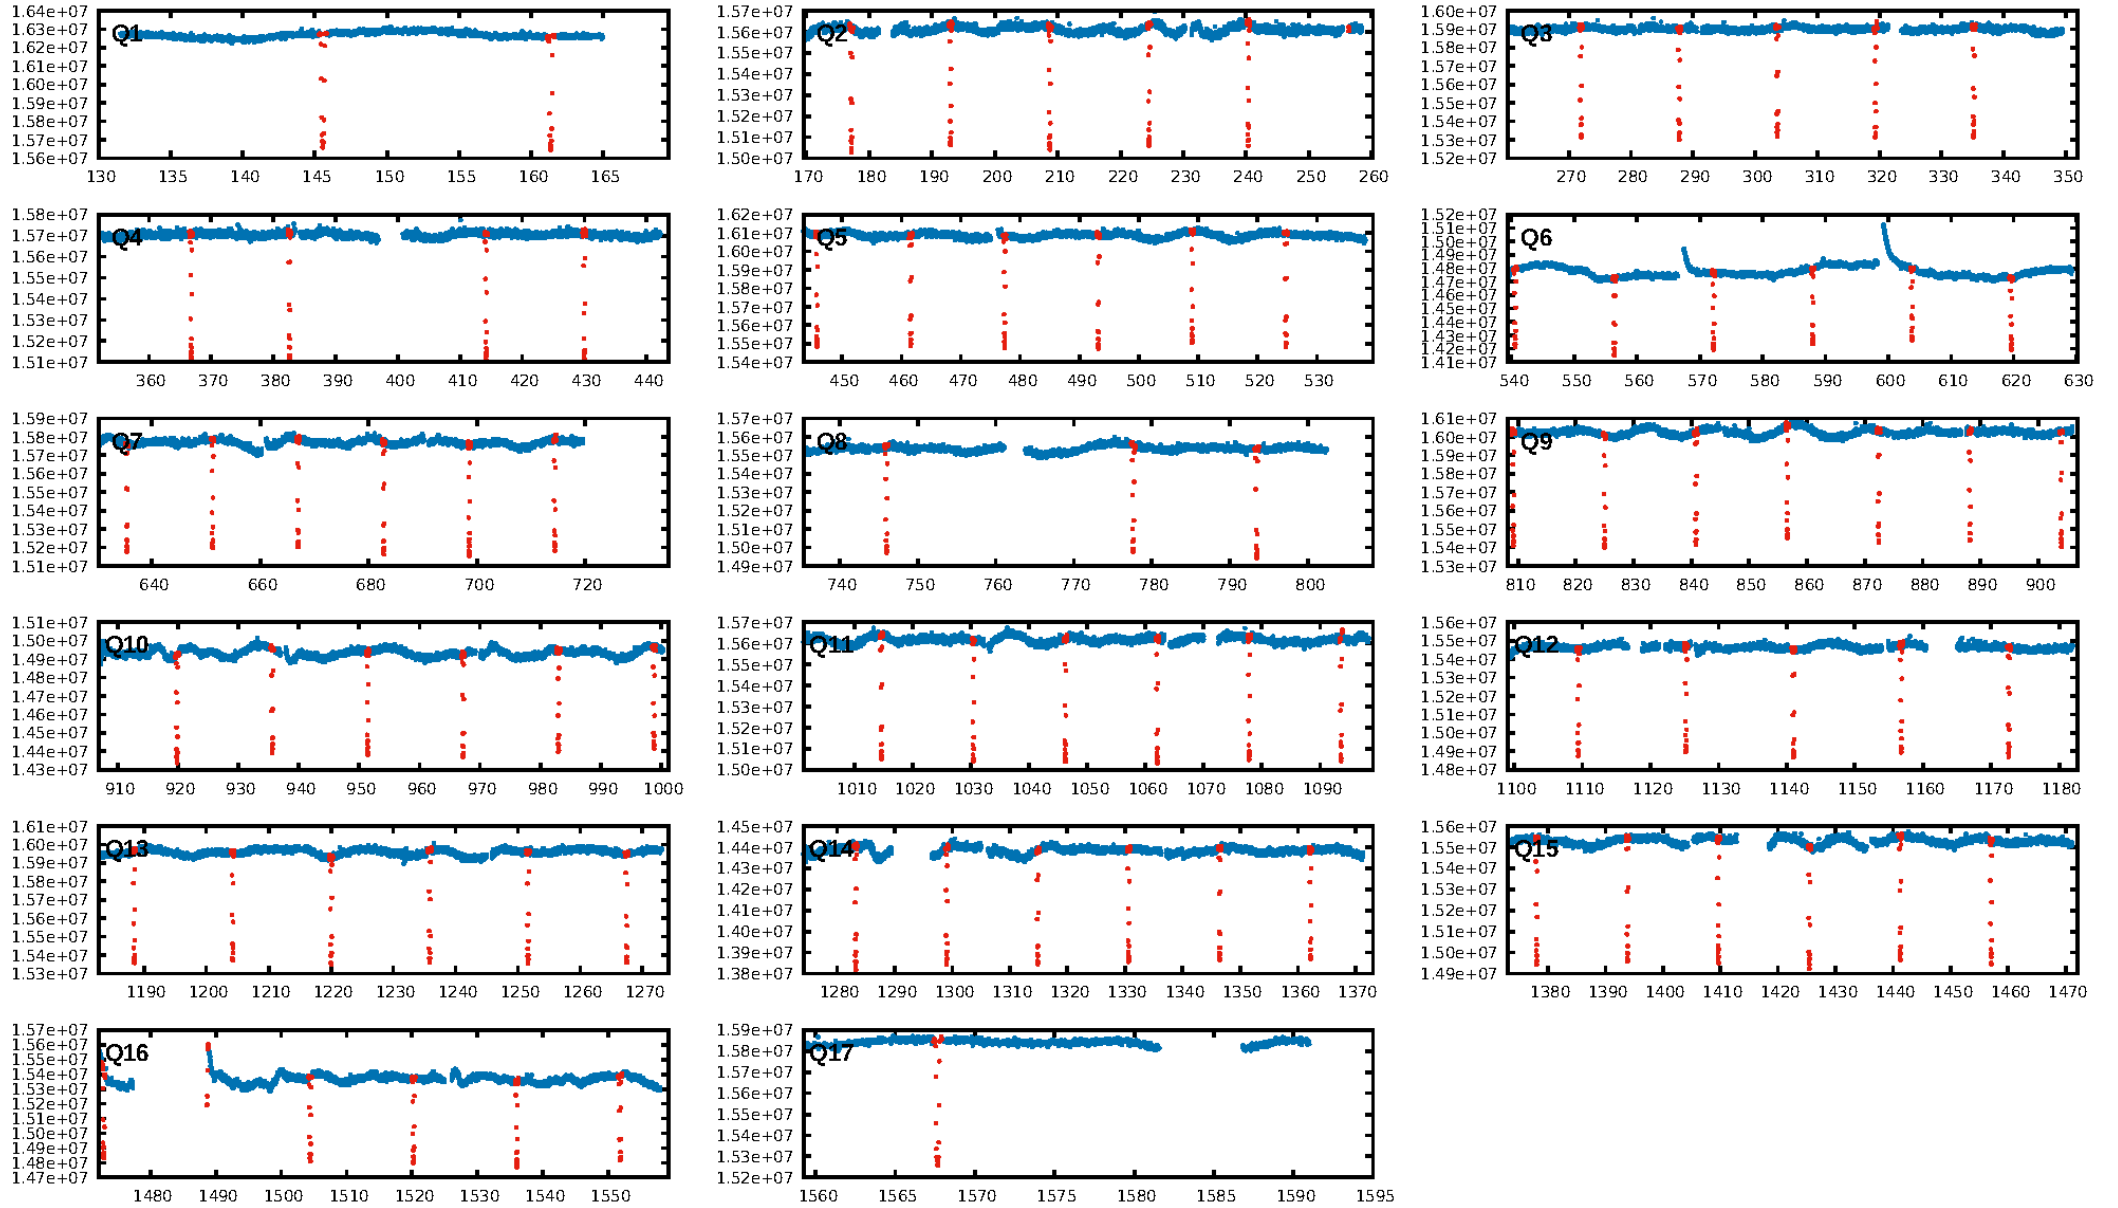 1.64e+07
1.63e+07
1.62e+07
1.61e+07
1.60e+07
1.59e+07
1.58e+07
1.57e+07
1.56e+07
Q1
130 135 140 145 150 155 160 165
1.57e+07
1.56e+07
1.55e+07
1.54e+07
1.53e+07
1.52e+07
1.51e+07
1.50e+07
Q2
170 180 190 200 210 220 230 240 250 260
1.60e+07
1.59e+07
1.58e+07
1.57e+07
1.56e+07
1.55e+07
1.54e+07
1.53e+07
1.52e+07
Q3
270 280 290 300 310 320 330 340 350
1.58e+07
1.57e+07
1.56e+07
1.55e+07
1.54e+07
1.53e+07
1.52e+07
1.51e+07
Q4
360 370 380 390 400 410 420 430 440
1.62e+07
1.61e+07
1.60e+07
1.59e+07
1.58e+07
1.57e+07
1.56e+07
1.55e+07
1.54e+07
Q5
450 460 470 480 490 500 510 520 530
1.52e+07
1.51e+07
1.50e+07
1.49e+07
1.48e+07
1.47e+07
1.46e+07
1.45e+07
1.44e+07
1.43e+07
1.42e+07
1.41e+07
Q6
540 550 560 570 580 590 600 610 620 630
1.59e+07
1.58e+07
1.57e+07
1.56e+07
1.55e+07
1.54e+07
1.53e+07
1.52e+07
1.51e+07
Q7
640 660 680 700 720
1.57e+07
1.56e+07
1.55e+07
1.54e+07
1.53e+07
1.52e+07
1.51e+07
1.50e+07
1.49e+07
Q8
740 750 760 770 780 790 800
1.61e+07
1.60e+07
1.59e+07
1.58e+07
1.57e+07
1.56e+07
1.55e+07
1.54e+07
1.53e+07
Q9
810 820 830 840 850 860 870 880 890 900
1.51e+07
1.50e+07
1.49e+07
1.48e+07
1.47e+07
1.46e+07
1.45e+07
1.44e+07
1.43e+07
Q10
910 920 930 940 950 960 970 980 990 1000
1.57e+07
1.56e+07
1.55e+07
1.54e+07
1.53e+07
1.52e+07
1.51e+07
1.50e+07
Q11
1010 1020 1030 1040 1050 1060 1070 1080 1090
1.56e+07
1.55e+07
1.54e+07
1.53e+07
1.52e+07
1.51e+07
1.50e+07
1.49e+07
1.48e+07
Q12
1100 1110 1120 1130 1140 1150 1160 1170 1180
1.61e+07
1.60e+07
1.59e+07
1.58e+07
1.57e+07
1.56e+07
1.55e+07
1.54e+07
1.53e+07
Q13
1190 1200 1210 1220 1230 1240 1250 1260 1270
1.45e+07
1.44e+07
1.43e+07
1.42e+07
1.41e+07
1.40e+07
1.39e+07
1.38e+07
Q14
1280 1290 1300 1310 1320 1330 1340 1350 1360 1370
1.56e+07
1.55e+07
1.54e+07
1.53e+07
1.52e+07
1.51e+07
1.50e+07
1.49e+07
Q15
1380 1390 1400 1410 1420 1430 1440 1450 1460 1470
1.57e+07
1.56e+07
1.55e+07
1.54e+07
1.53e+07
1.52e+07
1.51e+07
1.50e+07
1.49e+07
1.48e+07
1.47e+07
Q16
1480 1490 1500 1510 1520 1530 1540 1550
1.59e+07
1.58e+07
1.57e+07
1.56e+07
1.55e+07
1.54e+07
1.53e+07
1.52e+07
Q17
1560 1565 1570 1575 1580 1585 1590 1595